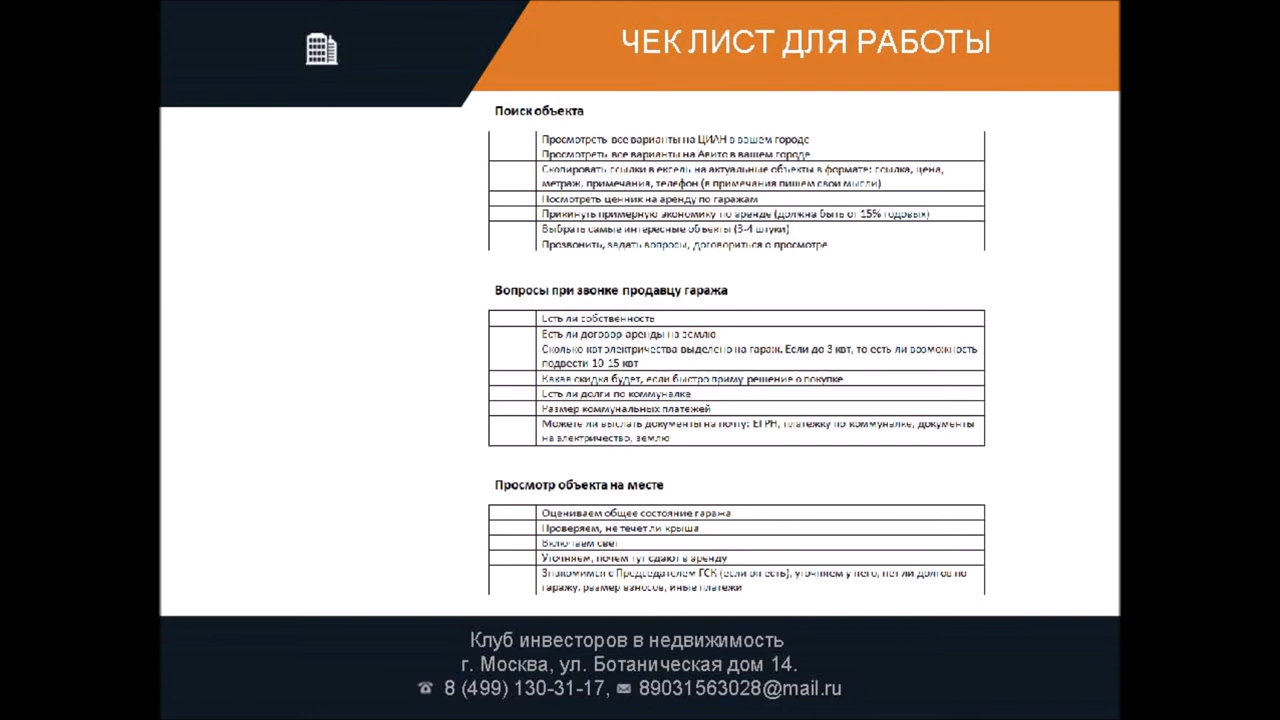 ЧЕК ЛИСТ ДЛЯ РАБОТЫ
Поиск объекта
Просмотреть все варианты на ЦИАН в вашем городе
Просмотреть все варианты на Авито в вашем городе
Скопировать ссылки в ексель на актуальные объекты в формате: ссылка, цена,
метраж, примечания, телефон (в примечания пишем свои мысли)
Посмотреть ценник на аренду по гаражам
Прикинуть примерную экономику по аренде (должна быть от 15% годовых)
Выбрать самые интересные объекты (3-4 штуки)
Прозвонить, задать вопросы, договориться о просмотре
Вопросы при звонке продавцу гаража
Есть ли собственность
Есть ли договор аренды на землю
Сколько квт электричества выделено на гараж. Если до 3 квт, то есть ли возможность
подвести 10-15 квт
Какая скидка будет, если быстро приму решение о покупке
Есть ли долги по коммуналке
Размер коммунальных платежей
Можете ли выслать документы на почту: ЕГРН, платежку по коммуналке, документы
на электричество, землю
Просмотр объекта на месте
Оцениваем общее состояние гаража
Проверяем, не течет ли крыша
Включаем свет
Уточняем, почем тут сдают в аренду
Знакомимся с Председателем ГСК (если он есть), уточняем у него, нет ли долгов по
гаражу, размер взносов, иные платежи
Клуб инвесторов в недвижимость
г. Москва, ул. Ботаническая дом 14.
8 (499) 130-31-17, 89031563028@mail.ru